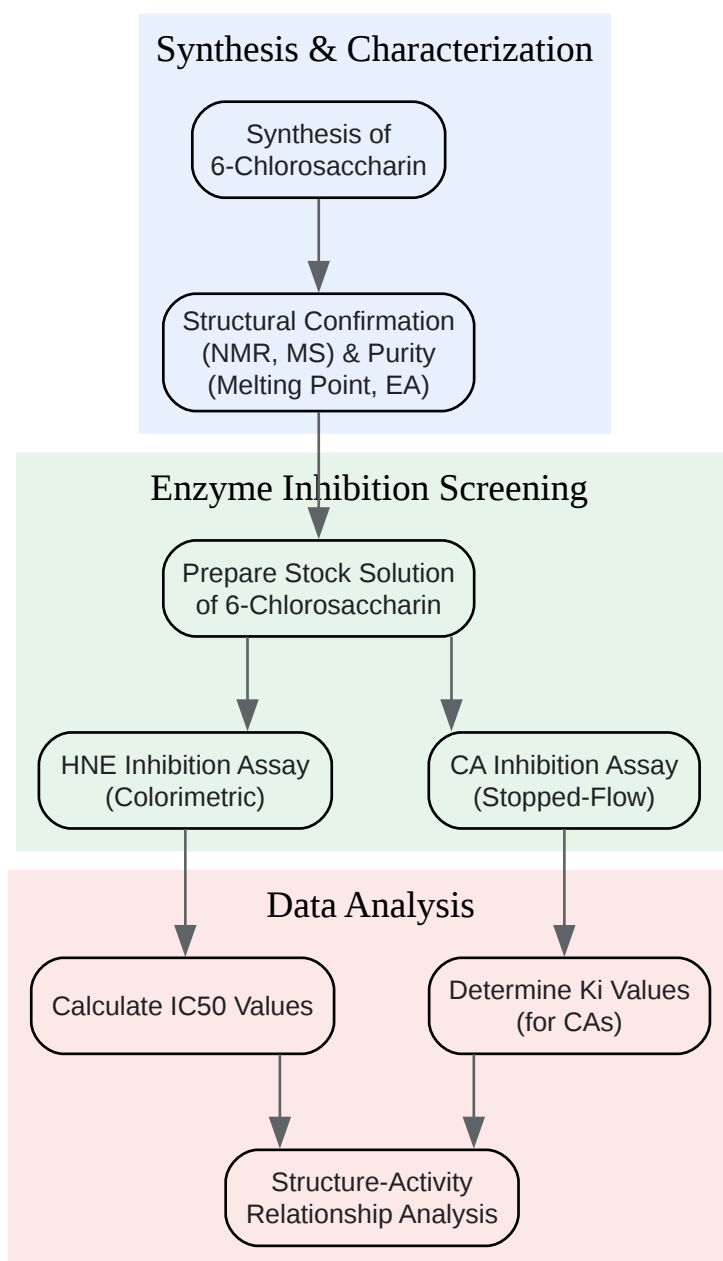 Synthesis & Characterization
Synthesis of
6-Chlorosaccharin
Structural Confirmation
(NMR, MS) & Purity
(Melting Point, EA)
Enzyme Inhibition Screening
Prepare Stock Solution
of 6-Chlorosaccharin
HNE Inhibition Assay
(Colorimetric)
CA Inhibition Assay
(Stopped-Flow)
Data Analysis
Calculate IC50 Values
Determine Ki Values
(for CAs)
Structure-Activity
Relationship Analysis